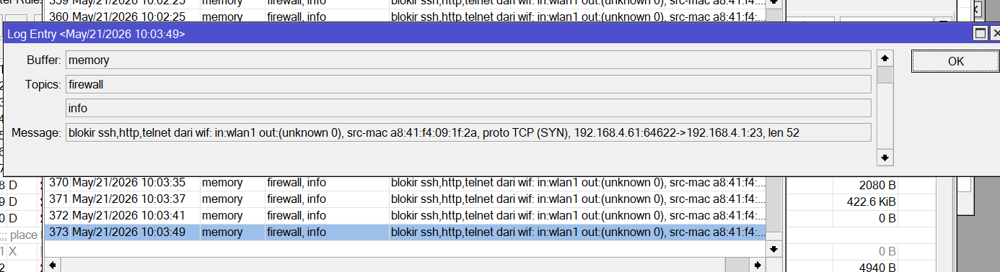 ter Rules
359 May/21/2026 10:02:25 memory firewall, info blokir ssh,http,telnet dari wif: in:wlan1 out:(unknown 0), src-mac a8:41:f4:...
360 May/21/2026 10:02:25 memory firewall, info blokir ssh,http,telnet dari wif: in:wlan1 out:(unknown 0), src-mac a8:41:f4:...
Log Entry <May/21/2026 10:03:49>
Buffer: memory
OK
Topics: firewall
info
Message: blokir ssh,http,telnet dari wif: in:wlan1 out:(unknown 0), src-mac a8:41:f4:09:1f:2a, proto TCP (SYN), 192.168.4.61:64622->192.168.4.1:23, len 52
8 D 370 May/21/2026 10:03:35 memory firewall, info blokir ssh,http,telnet dari wif: in:wlan1 out:(unknown 0), src-mac a8:41:f4:... 2080 B
9 D 371 May/21/2026 10:03:37 memory firewall, info blokir ssh,http,telnet dari wif: in:wlan1 out:(unknown 0), src-mac a8:41:f4:... 422.6 KiB
0 D 372 May/21/2026 10:03:41 memory firewall, info blokir ssh,http,telnet dari wif: in:wlan1 out:(unknown 0), src-mac a8:41:f4:... 0 B
;;; place 373 May/21/2026 10:03:49 memory firewall, info blokir ssh,http,telnet dari wif: in:wlan1 out:(unknown 0), src-mac a8:41:f4:...
1 X 0 B
2 4940 B